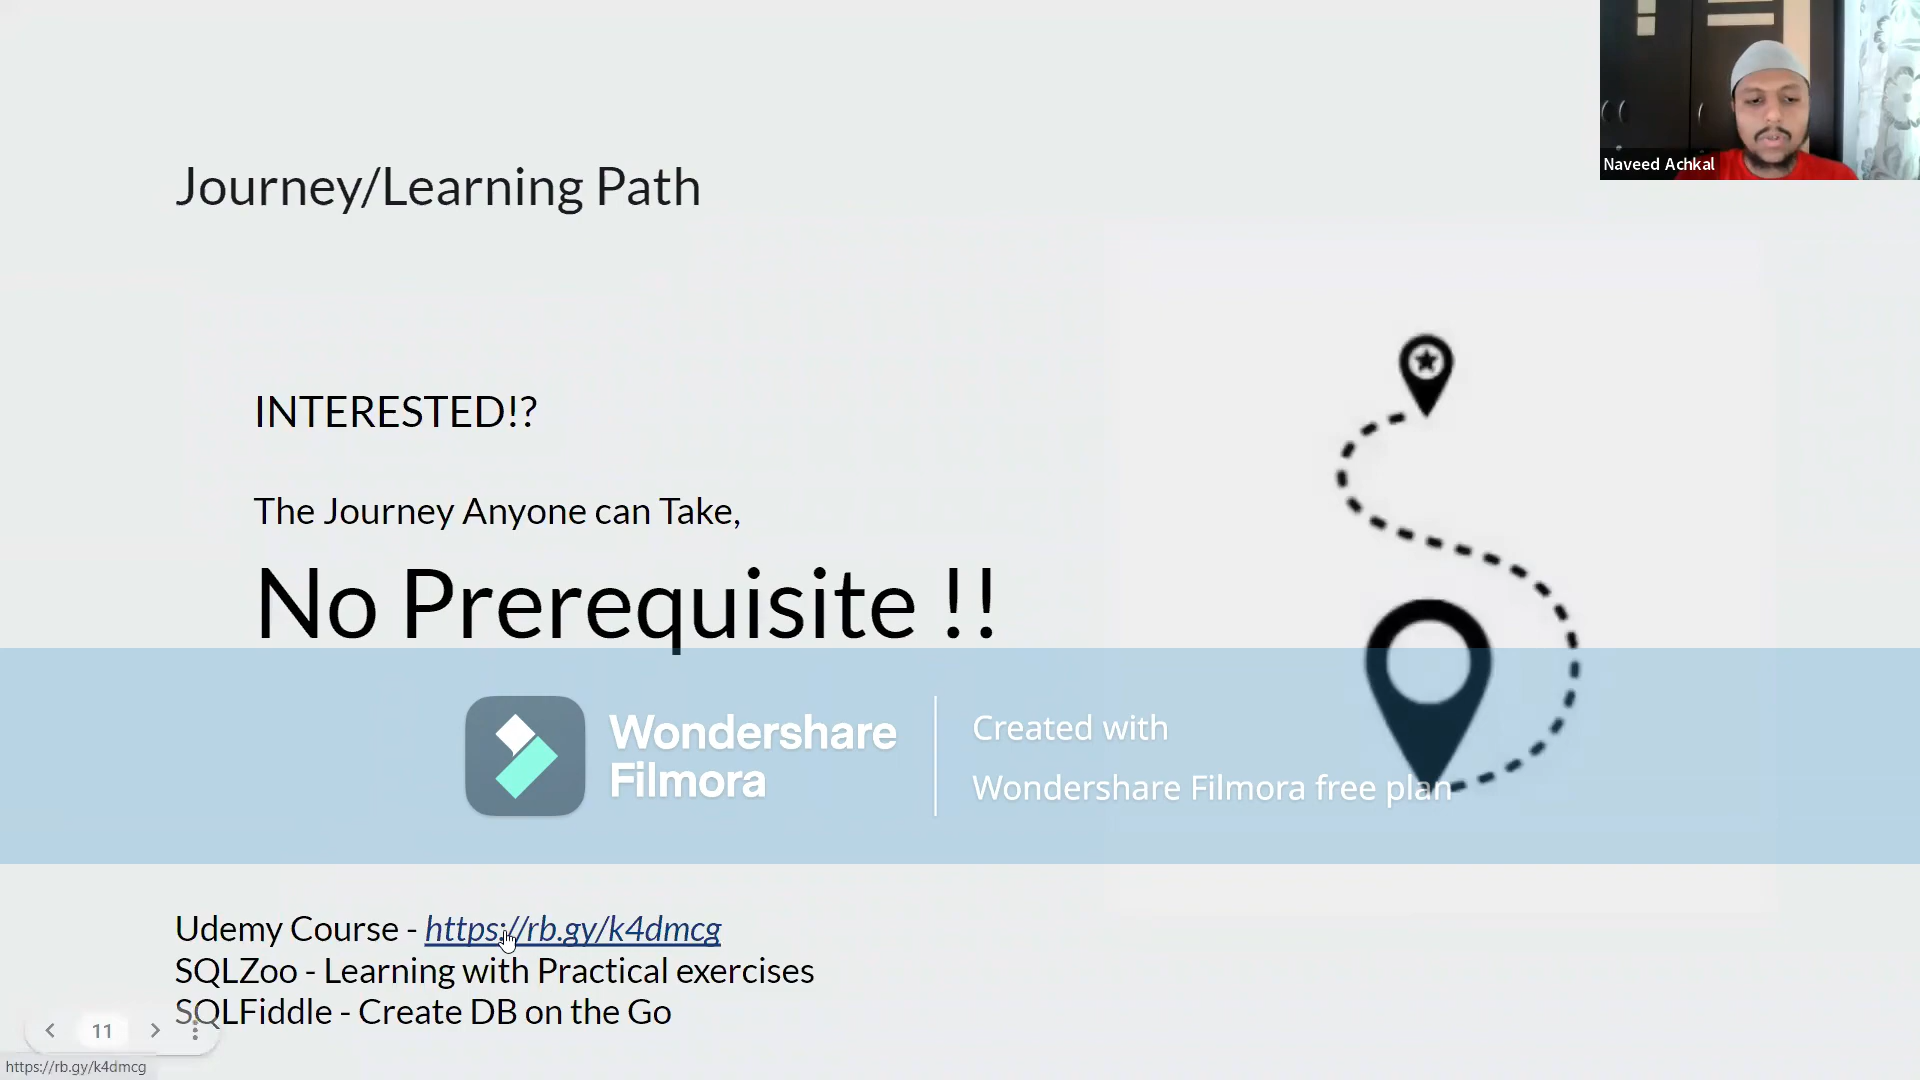 Naveed Achkal
Journey/Learning Path
INTERESTED!?
The Journey Anyone can Take,
No Prerequisite !!
Wondershare
Filmora
Created with
Wondershare Filmora free plan
Udemy Course - https://rb.gy/k4dmcg
SQLZoo - Learning with Practical exercises
SQLFiddle - Create DB on the Go
11
https://rb.gy/k4dmcg